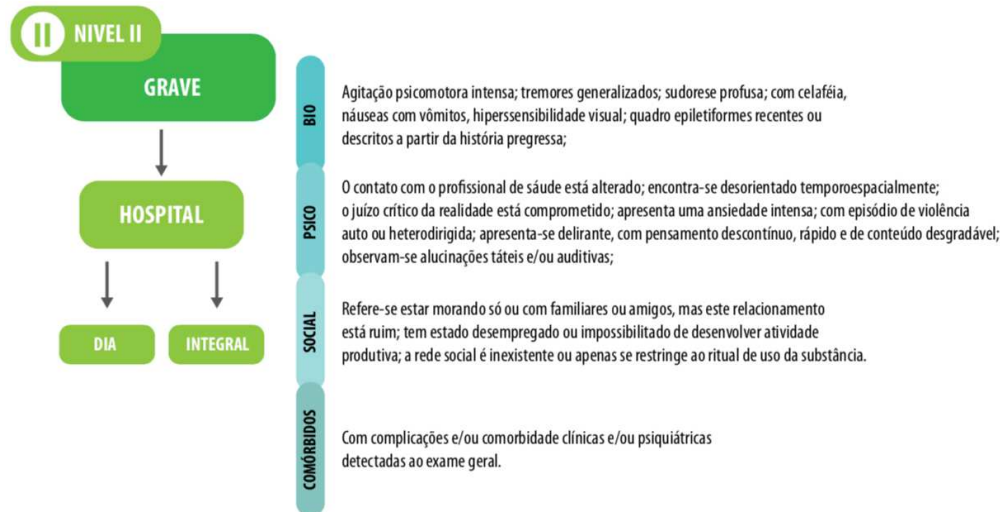 II NIVEL II
GRAVE
HOSPITAL
DIA
INTEGRAL
BIO
Agitação psicomotora intensa; tremores generalizados; sudorese profusa; com celaféia,
náuseas com vômitos, hiperssensibilidade visual; quadro epiletiformes recentes ou
descritos a partir da história pregressa;
PSICO
O contato com o profissional de sáude está alterado; encontra-se desorientado temporoespacialmente;
o juízo crítico da realidade está comprometido; apresenta uma ansiedade intensa; com episódio de violência
auto ou heterodirigida; apresenta-se delirante, com pensamento descontínuo, rápido e de conteúdo desgradável;
observam-se alucinações táteis e/ou auditivas;
SOCIAL
Refere-se estar morando só ou com familiares ou amigos, mas este relacionamento
está ruim; tem estado desempregado ou impossibilitado de desenvolver atividade
produtiva; a rede social é inexistente ou apenas se restringe ao ritual de uso da substância.
COMÓRBIDOS
Com complicações e/ou comorbidade clínicas e/ou psiquiátricas
detectadas ao exame geral.